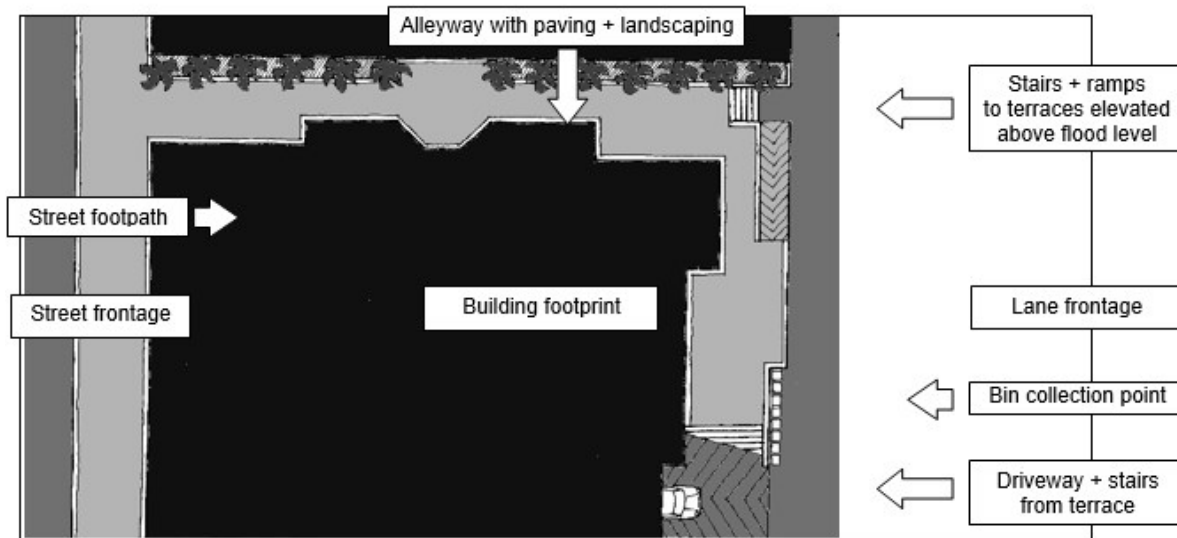 Alleyway with paving + landscaping
Stairs + ramps
to terraces elevated
above flood level
Street footpath
Street frontage
Building footprint
Lane frontage
Bin collection point
Driveway + stairs
from terrace